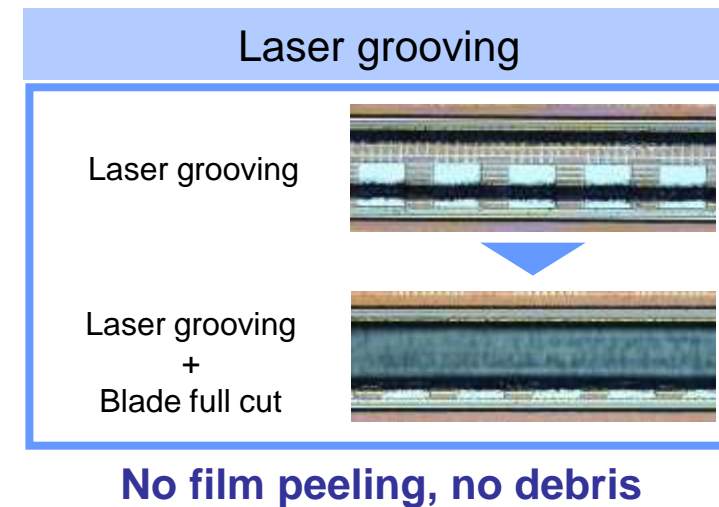 Laser grooving
Laser grooving
Laser grooving
+
Blade full cut
No film peeling, no debris